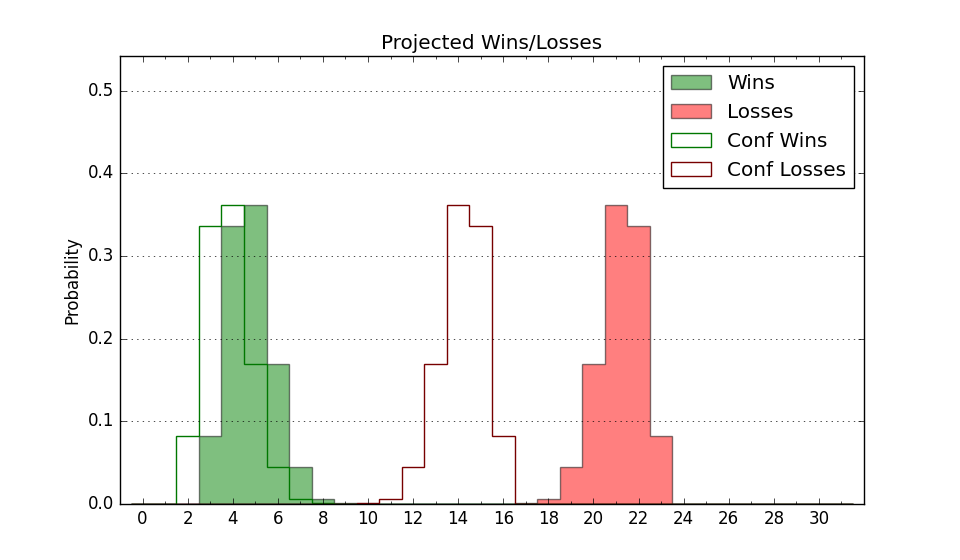 Projected Wins/Losses
Wins
Losses
Conf Wins
Conf Losses
Probability
0.5
0.4
0.3
0.2
0.1
0.0
0 2 4 6 8 10 12 14 16 18 20 22 24 26 28 30